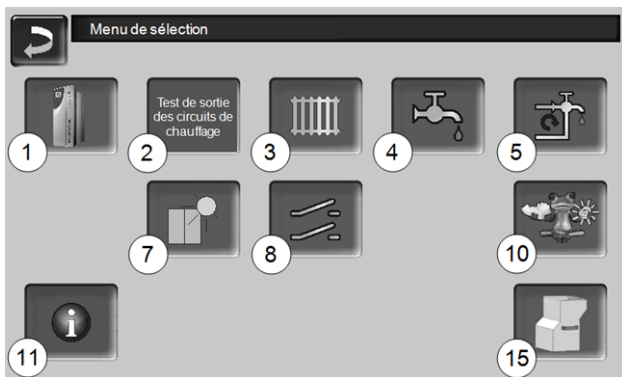 Menu de sélection
Test de sortie
des circuits de
chauffage
1
2
3
4
5
7
8
10
11
15